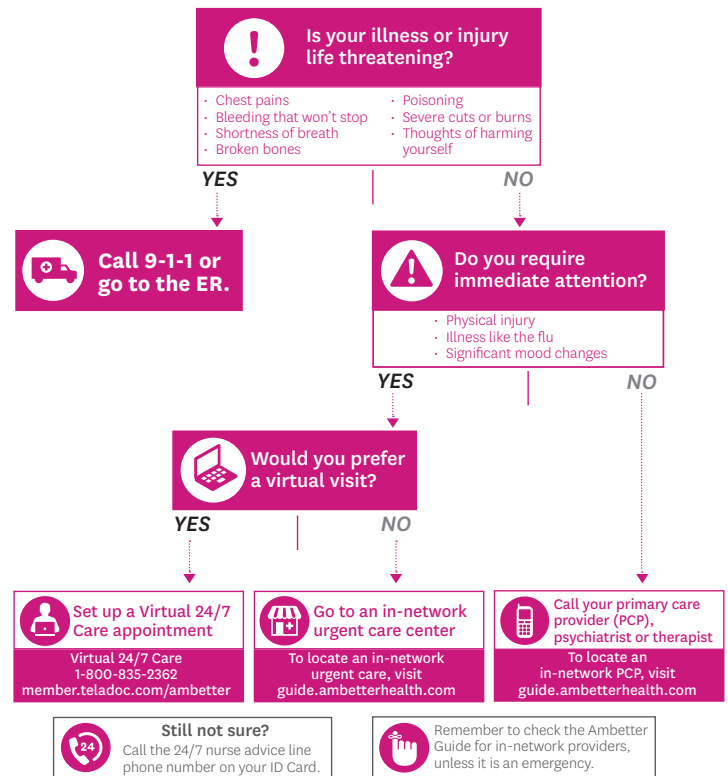 Is your illness or injury
life threatening?
· Chest pains
· Bleeding that won't stop
· Shortness of breath
· Broken bones
· Poisoning
· Severe cuts or burns
· Thoughts of harming
yourself
YES
NO
Call 9-1-1 or
go to the ER.
Do you require
immediate attention?
· Physical injury
· Illness like the flu
· Significant mood changes
YES
NO
Would you prefer
a virtual visit?
YES
NO
Set up a Virtual 24/7
Care appointment
Virtual 24/7 Care
1-800-835-2362
member.teladoc.com/ambetter
Go to an in-network
urgent care center
To locate an in-network
urgent care, visit
guide.ambetterhealth.com
Call your primary care
provider (PCP),
psychiatrist or therapist
To locate an
in-network PCP, visit
guide.ambetterhealth.com
24
Still not sure?
Call the 24/7 nurse advice line
phone number on your ID Card.
Remember to check the Ambetter
Guide for in-network providers,
unless it is an emergency.